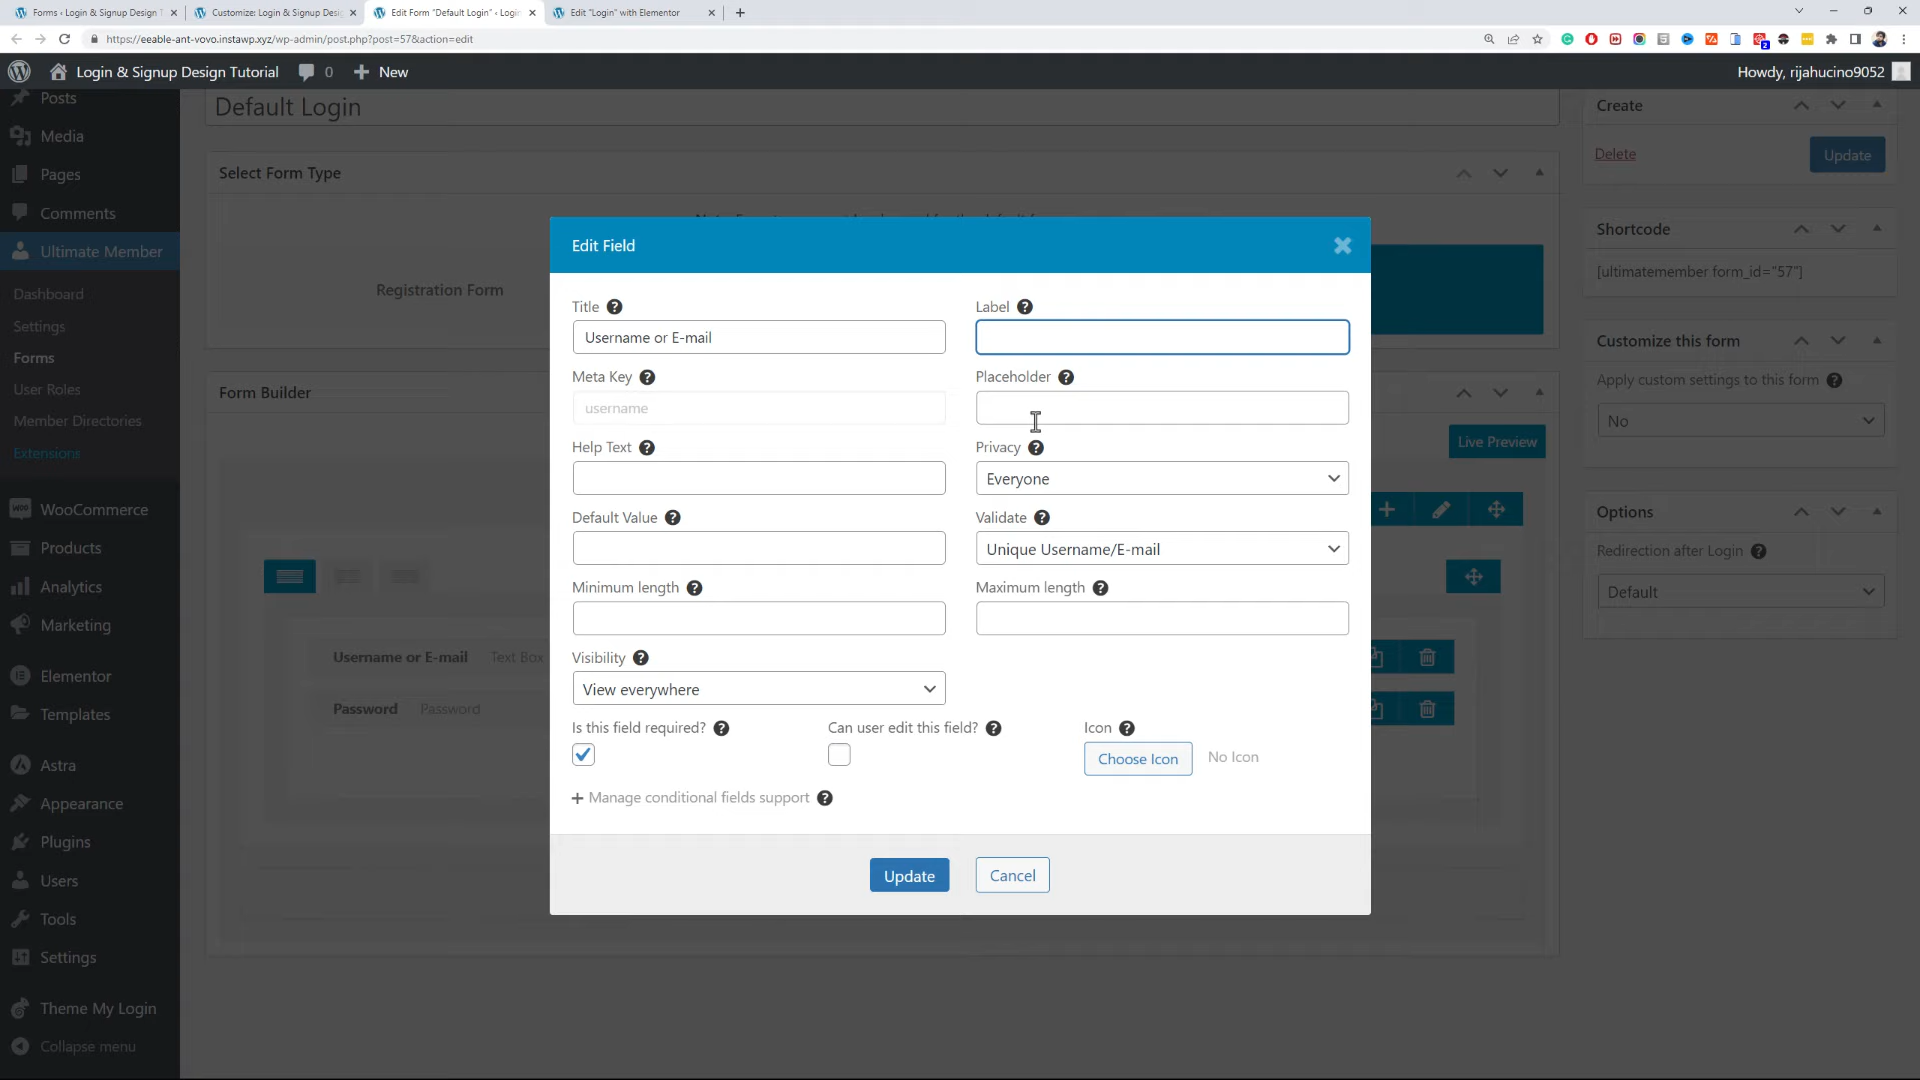 Forms ‹ Login & Signup Design T
Customize: Login & Signup Desig
Edit Form "Default Login" ‹ Login
Edit "Login" with Elementor
https://eeable-ant-vovo.instawp.xyz/wp-admin/post.php?post=57&action=edit
Login & Signup Design Tutorial
0
New
Howdy, rijahucino9052
Posts
Media
Pages
Comments
Ultimate Member
Dashboard
Settings
Forms
User Roles
Member Directories
Extensions
WooCommerce
Products
Analytics
Marketing
Elementor
Templates
Astra
Appearance
Plugins
Users
Tools
Settings
Theme My Login
Collapse menu
Default Login
Select Form Type
Registration Form
Form Builder
Live Preview
Username or E-mail Text Box
Password Password
Edit Field
Title
Username or E-mail
Label
Meta Key
username
Placeholder
Help Text
Privacy
Everyone
Default Value
Validate
Unique Username/E-mail
Minimum length
Maximum length
Visibility
View everywhere
Is this field required?
Can user edit this field?
Icon
Choose Icon
No Icon
+ Manage conditional fields support
Update
Cancel
Create
Delete
Update
Shortcode
[ultimatemember form_id="57"]
Customize this form
Apply custom settings to this form
No
Options
Redirection after Login
Default